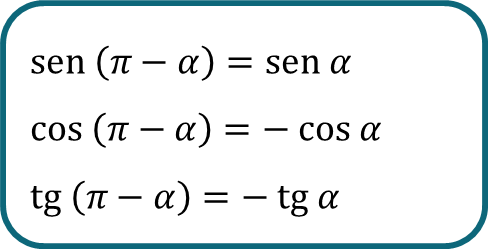 sen (π − α) = sen α
cos (π − α) = − cos α
tg (π − α) = − tg α